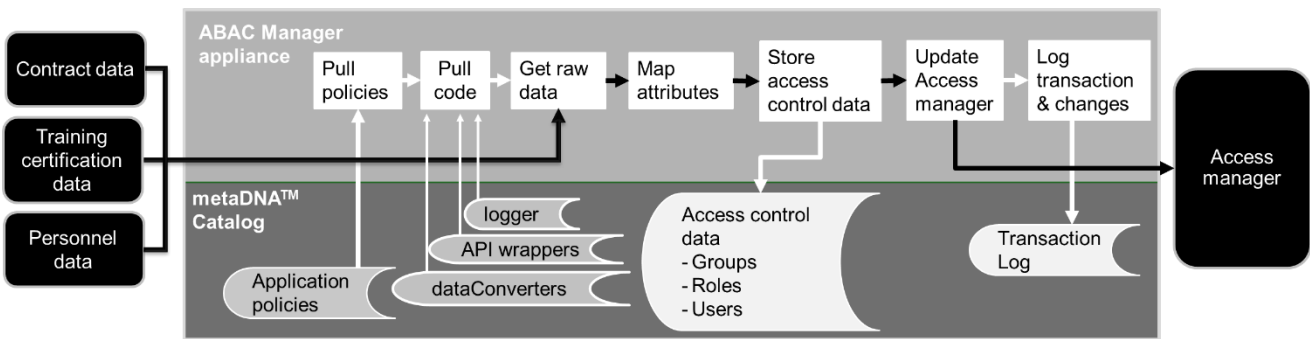 ABAC Manager
appliance
Contract data
Training
certification
data
Personnel
data
Pull
policies
Pull
code
Get raw
data
Map
attributes
Store
access
control data
Update
Access
manager
Log
transaction
& changes
Access
manager
metaDNA™
Catalog
logger
API wrappers
dataConverters
Application
policies
Access control
data
- Groups
- Roles
- Users
Transaction
Log